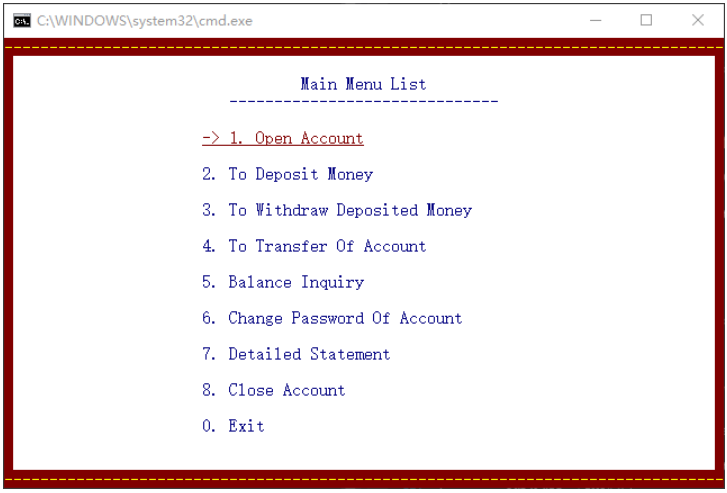 C:\WINDOWS\system32\cmd.exe
Main Menu List
------------------------------
-> 1. Open Account
2. To Deposit Money
3. To Withdraw Deposited Money
4. To Transfer Of Account
5. Balance Inquiry
6. Change Password Of Account
7. Detailed Statement
8. Close Account
0. Exit